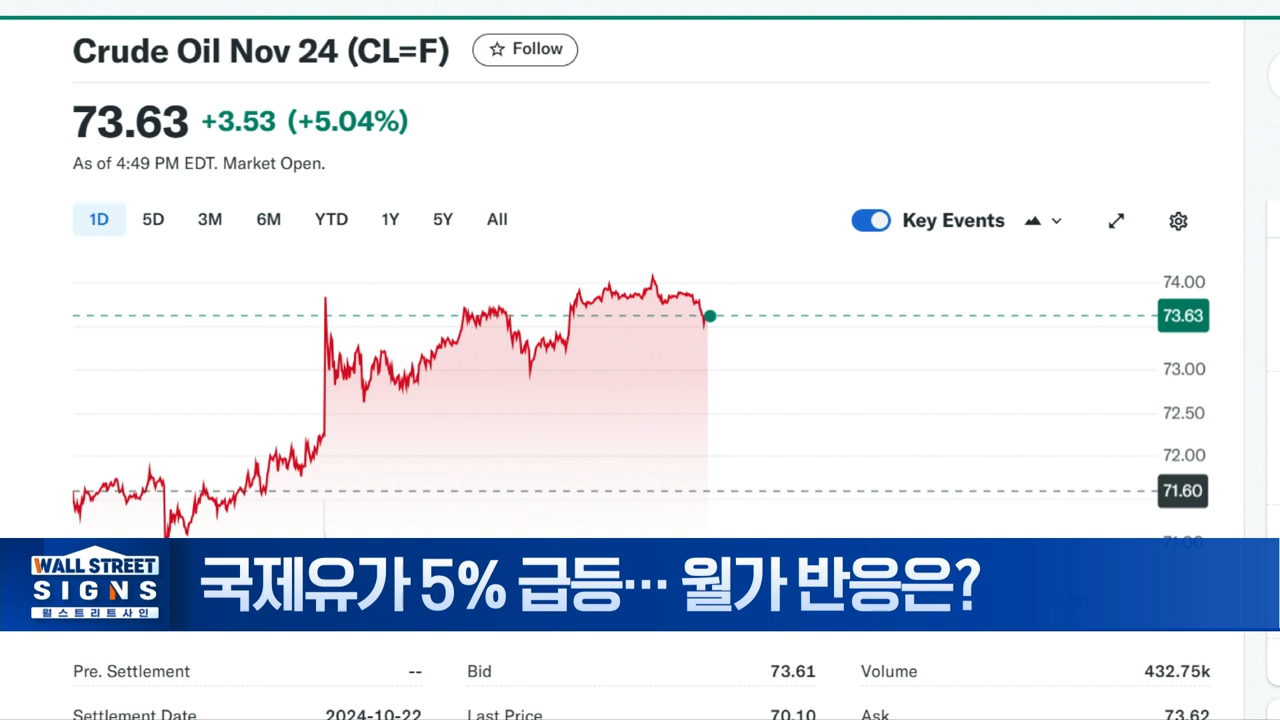 Crude Oil Nov 24 (CL=F)
Follow
73.63 +3.53 (+5.04%)
As of 4:49 PM EDT. Market Open.
1D 5D 3M 6M YTD 1Y 5Y All
Key Events
74.00
73.63
73.00
72.50
72.00
71.60
71.00
WALL STREET
SIGNS
월스트리트사인
국제유가 5% 급등… 월가 반응은?
Pre. Settlement --
Bid 73.61
Volume 432.75k
Settlement Date 2024-10-22
Last Price 70.10
Ask 73.62